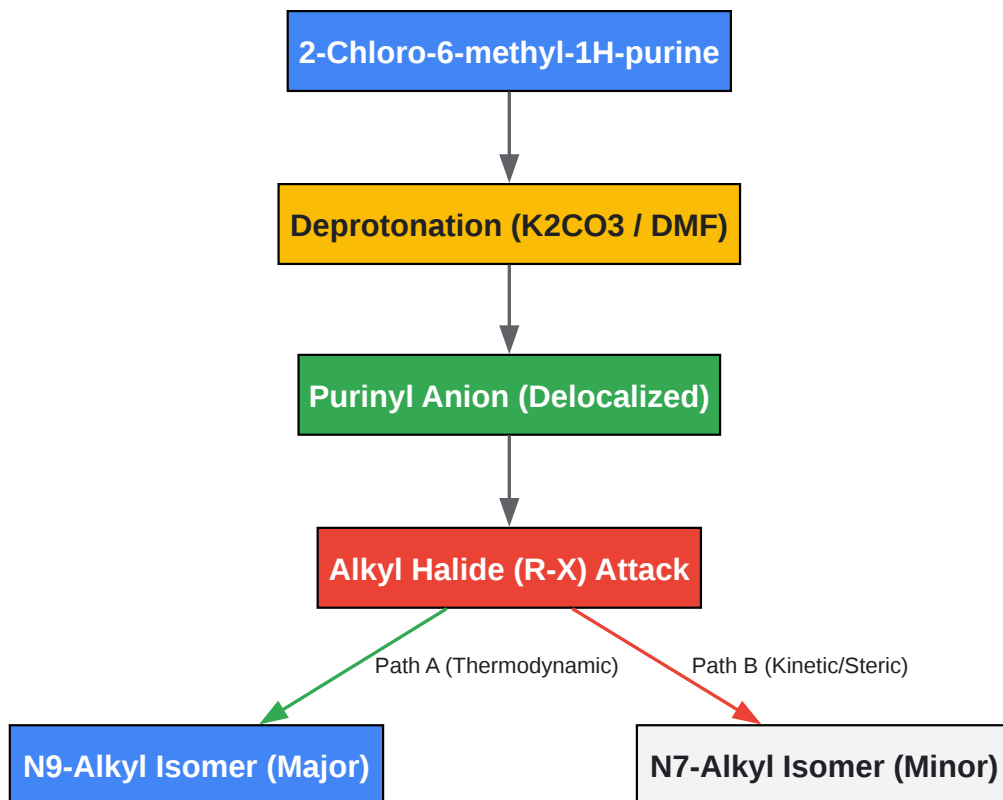 2-Chloro-6-methyl-1H-purine
Deprotonation (K2CO3 / DMF)
Purinyl Anion (Delocalized)
Alkyl Halide (R-X) Attack
Path A (Thermodynamic)
Path B (Kinetic/Steric)
N9-Alkyl Isomer (Major)
N7-Alkyl Isomer (Minor)